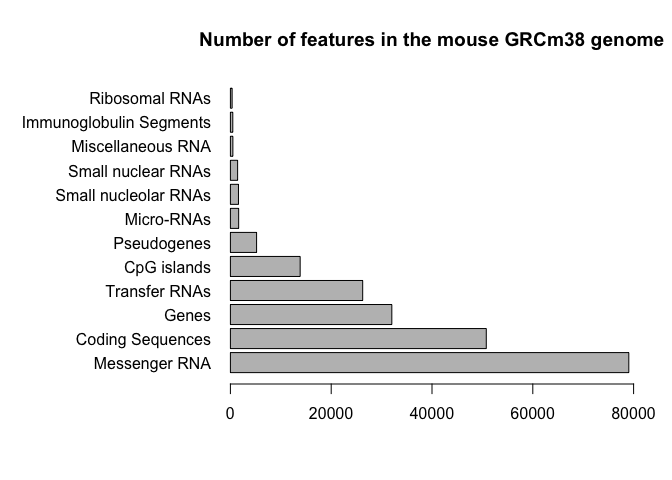 Number of features in the mouse GRCm38 genome
Ribosomal RNAs
Immunoglobulin Segments
Miscellaneous RNA
Small nuclear RNAs
Small nucleolar RNAs
Micro-RNAs
Pseudogenes
CpG islands
Transfer RNAs
Genes
Coding Sequences
Messenger RNA
0 20000 40000 60000 80000